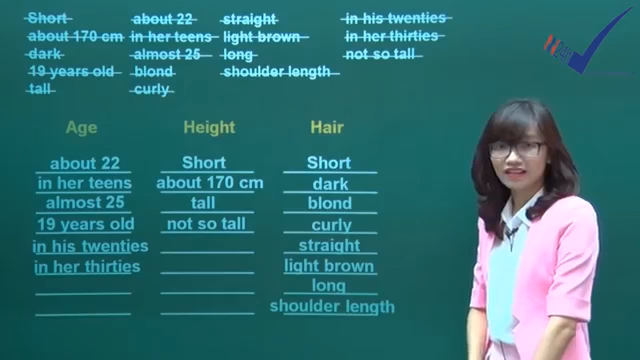 Short about 22 straight in his twenties
about 170 cm in her teens light brown in her thirties
dark almost 25 long not so tall
19 years old blond shoulder length
tall curly
Age Height Hair
about 22 Short Short
in her teens about 170 cm dark
almost 25 tall blond
19 years old not so tall curly
in his twenties straight
in her thirties light brown
long
shoulder length